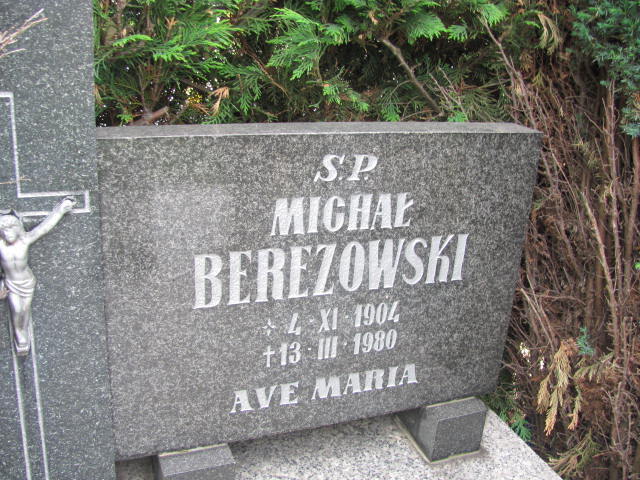 S.P.
MICHAŁ
BEREZOWSKI
4 XI 1904
†13 · III · 1980
AVE MARIA